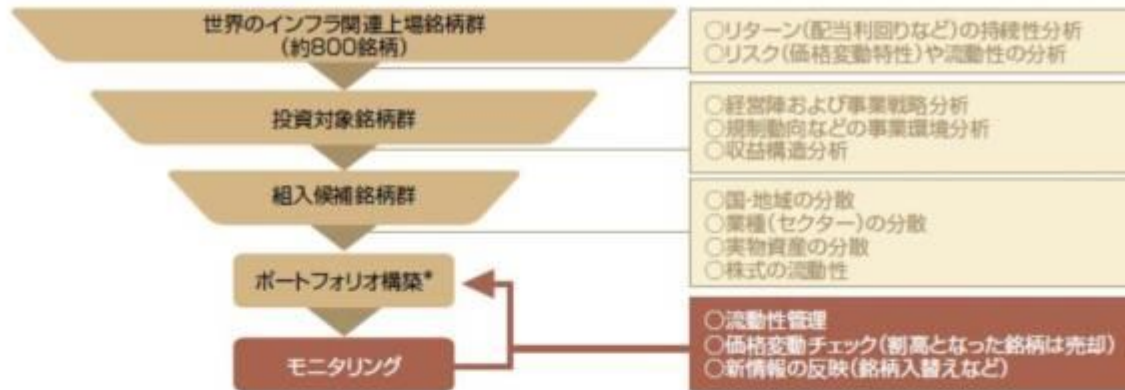 世界のインフラ関連上場銘柄群
(約800銘柄)
○リターン(配当利回りなど)の持続性分析
○リスク(価格変動特性)や流動性の分析
投資対象銘柄群
○経営陣および事業戦略分析
○規制動向などの事業環境分析
○収益構造分析
組入候補銘柄群
○国・地域の分散
○業種(セクター)の分散
○実物資産の分散
○株式の流動性
ポートフォリオ構築*
モニタリング
○流動性管理
○価格変動チェック(割高となった銘柄は売却)
○新情報の反映(銘柄入替えなど)